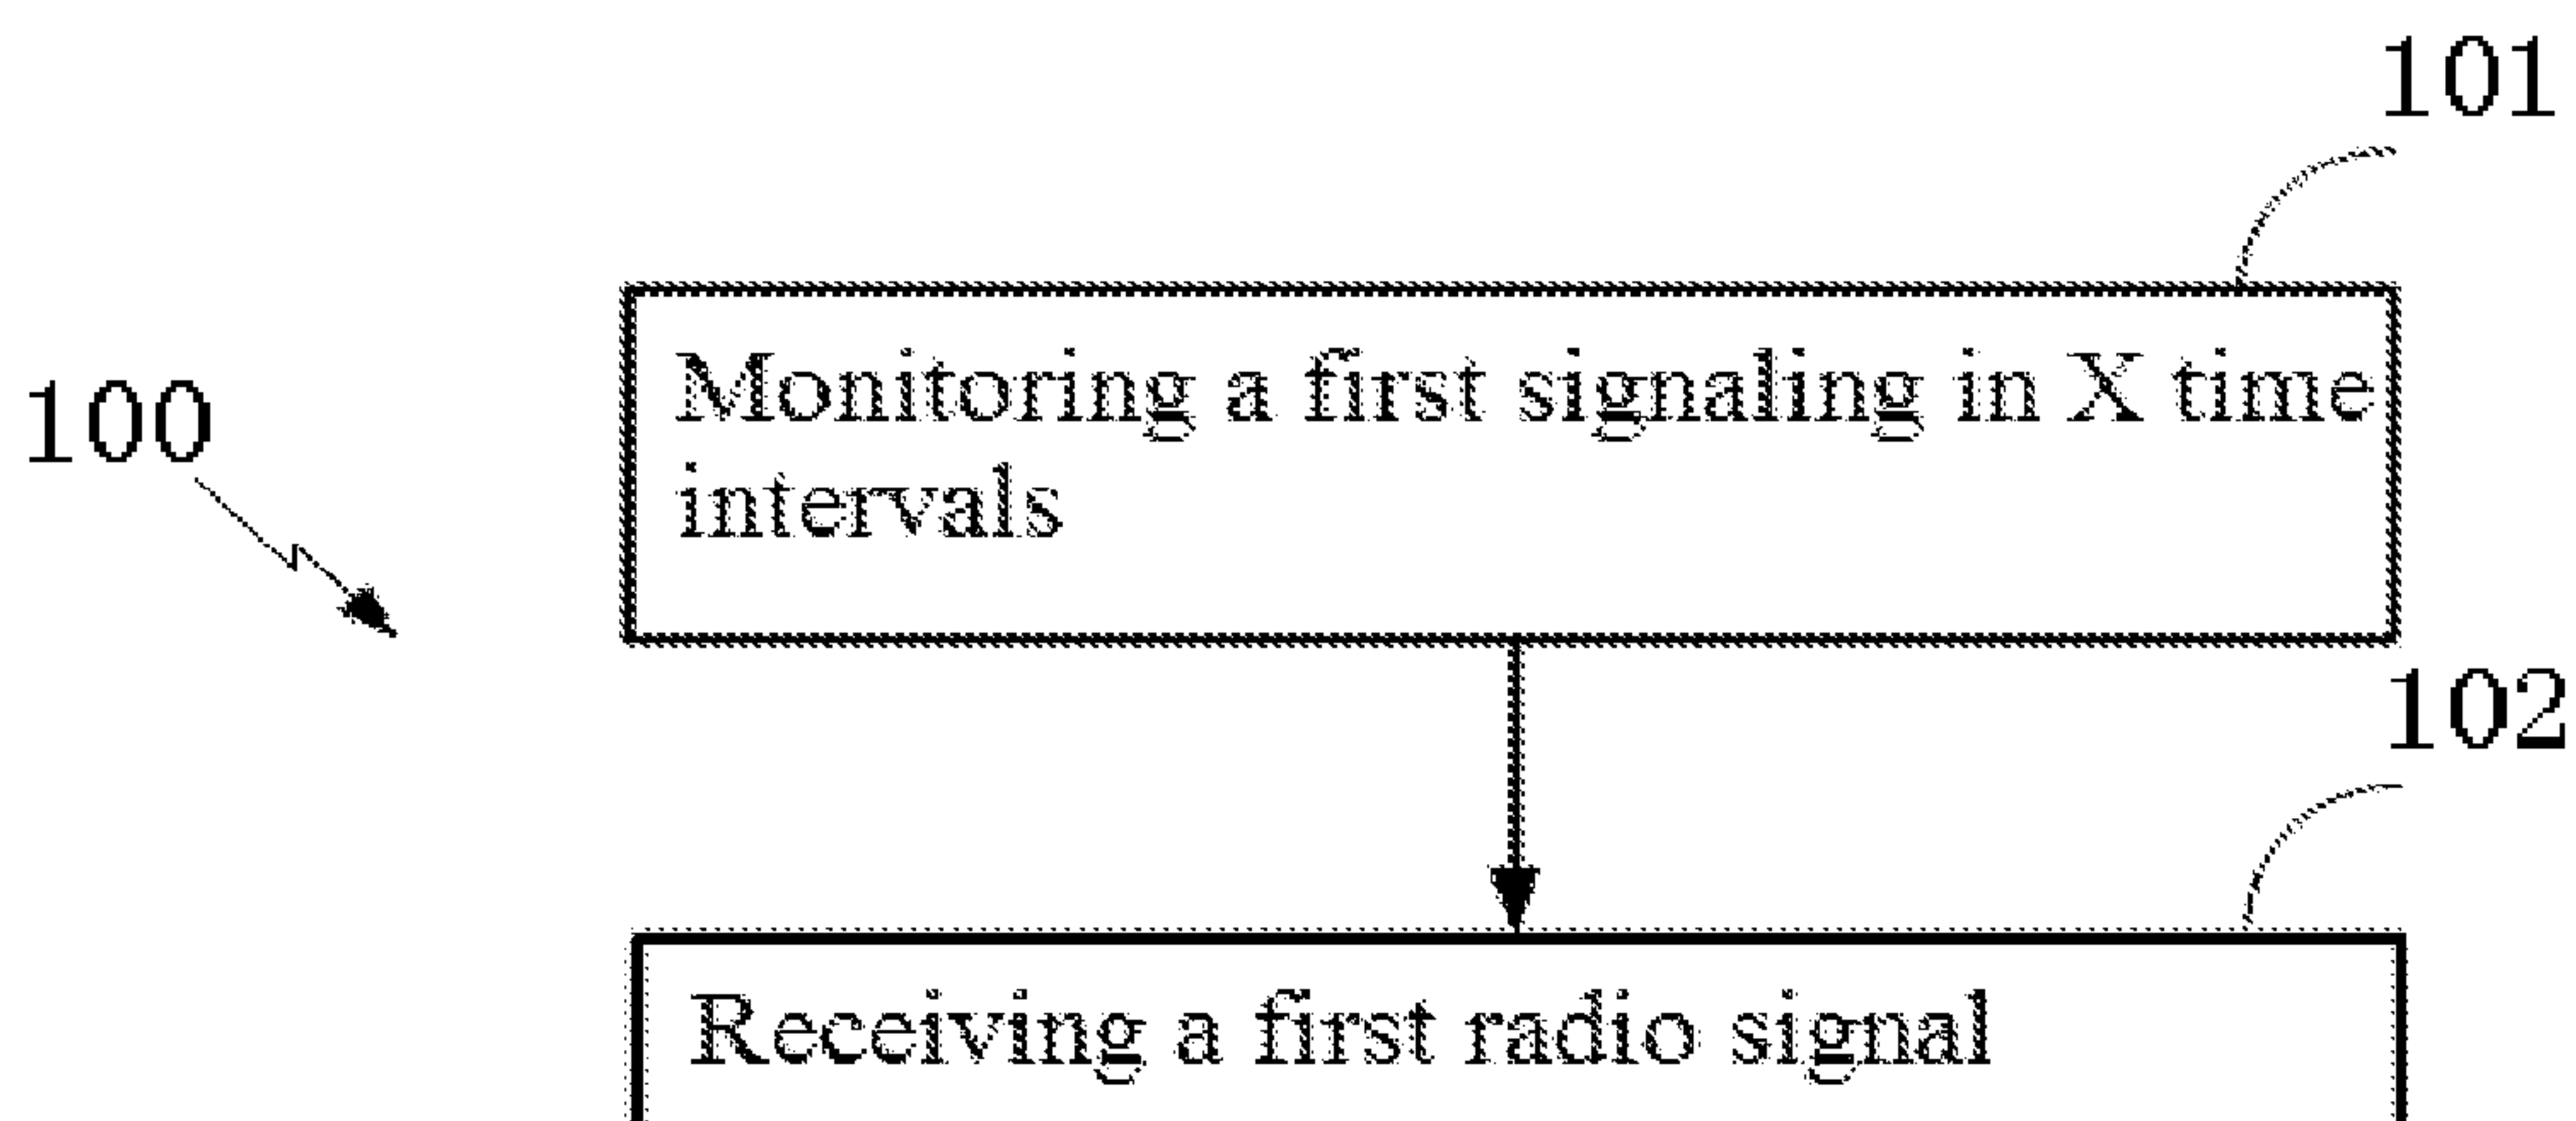 101
Monitoring a first signaling in X time
intervals
100
102
Receiving a first radio signal